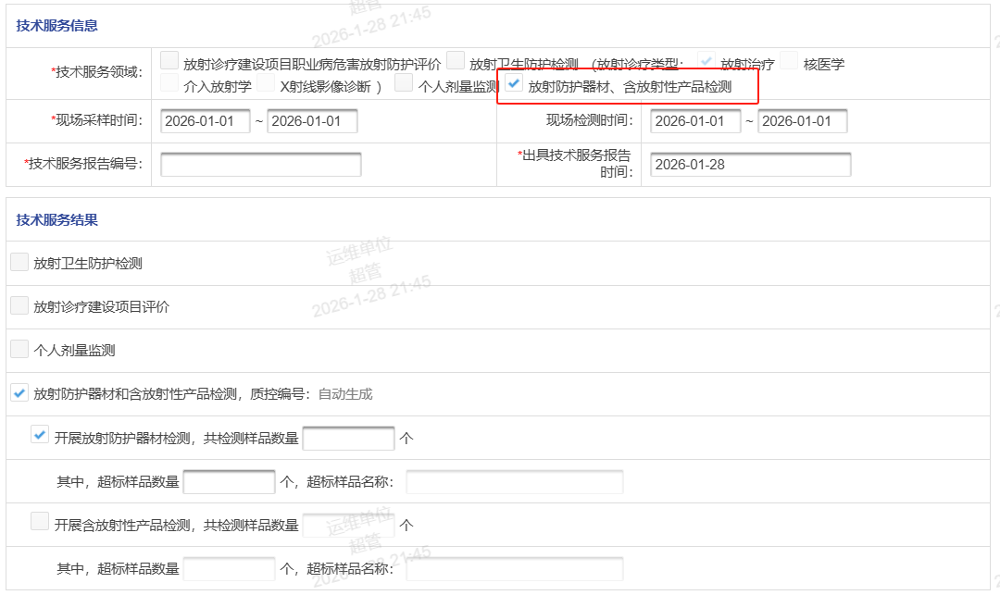 技术服务信息
*技术服务领域：
放射诊疗建设项目职业病危害放射防护评价 放射卫生防护检测 （放射诊疗类型： 放射治疗 核医学
介入放射学 X射线影像诊断 ） 个人剂量监测 放射防护器材、含放射性产品检测
*现场采样时间： 2026-01-01 ~ 2026-01-01 现场检测时间： 2026-01-01 ~ 2026-01-01
*技术服务报告编号：
*出具技术服务报告
时间：
2026-01-28
技术服务结果
放射卫生防护检测
放射诊疗建设项目评价
个人剂量监测
放射防护器材和含放射性产品检测，质控编号： 自动生成
开展放射防护器材检测，共检测样品数量 个
其中，超标样品数量 个，超标样品名称：
开展含放射性产品检测，共检测样品数量 个
其中，超标样品数量 个，超标样品名称：
超管
2026-1-28 21:45
运维单位
超管
2026-1-28 21:45
运维单位
超管
2026-1-28 21:45